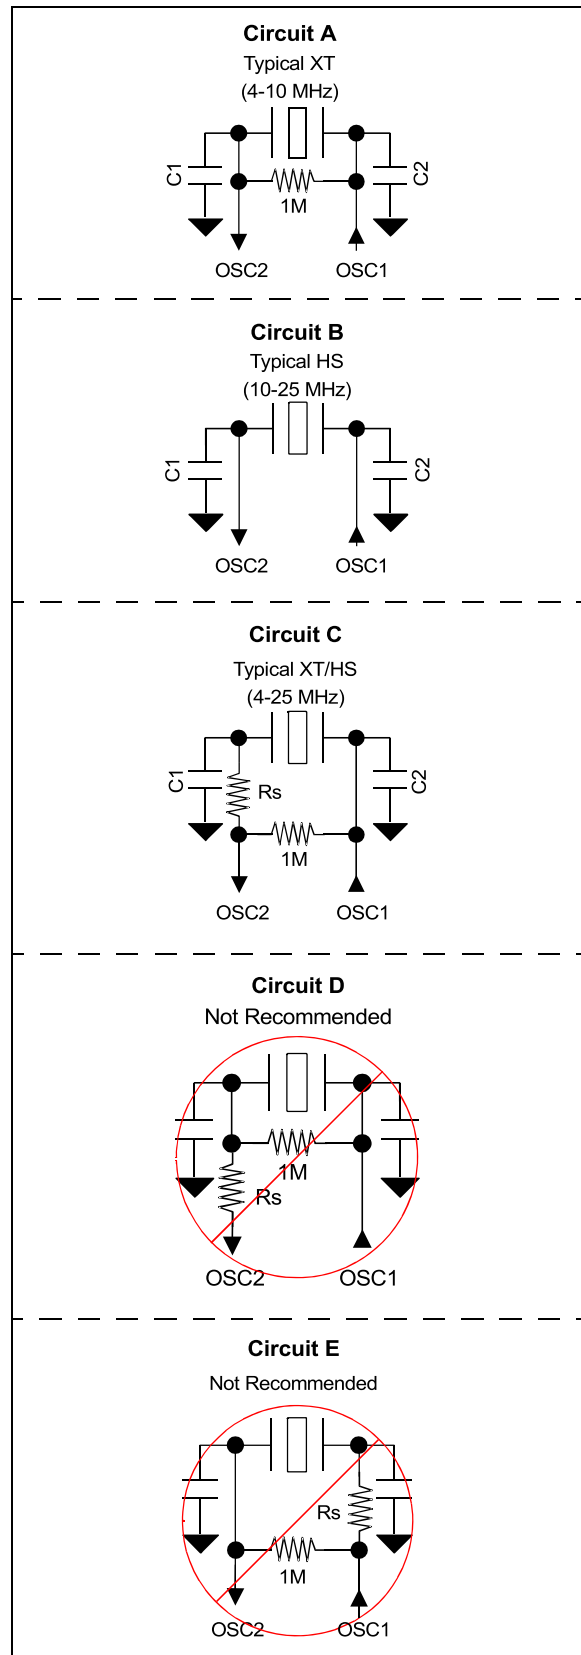 Circuit A
Typical XT
(4-10 MHz)
C1
C2
1M
OSC2 OSC1
Circuit B
Typical HS
(10-25 MHz)
C1
C2
OSC2 OSC1
Circuit C
Typical XT/HS
(4-25 MHz)
C1
Rs
C2
1M
OSC2 OSC1
Circuit D
Not Recommended
1M
Rs
OSC2 OSC1
Circuit E
Not Recommended
Rs
1M
OSC2 OSC1